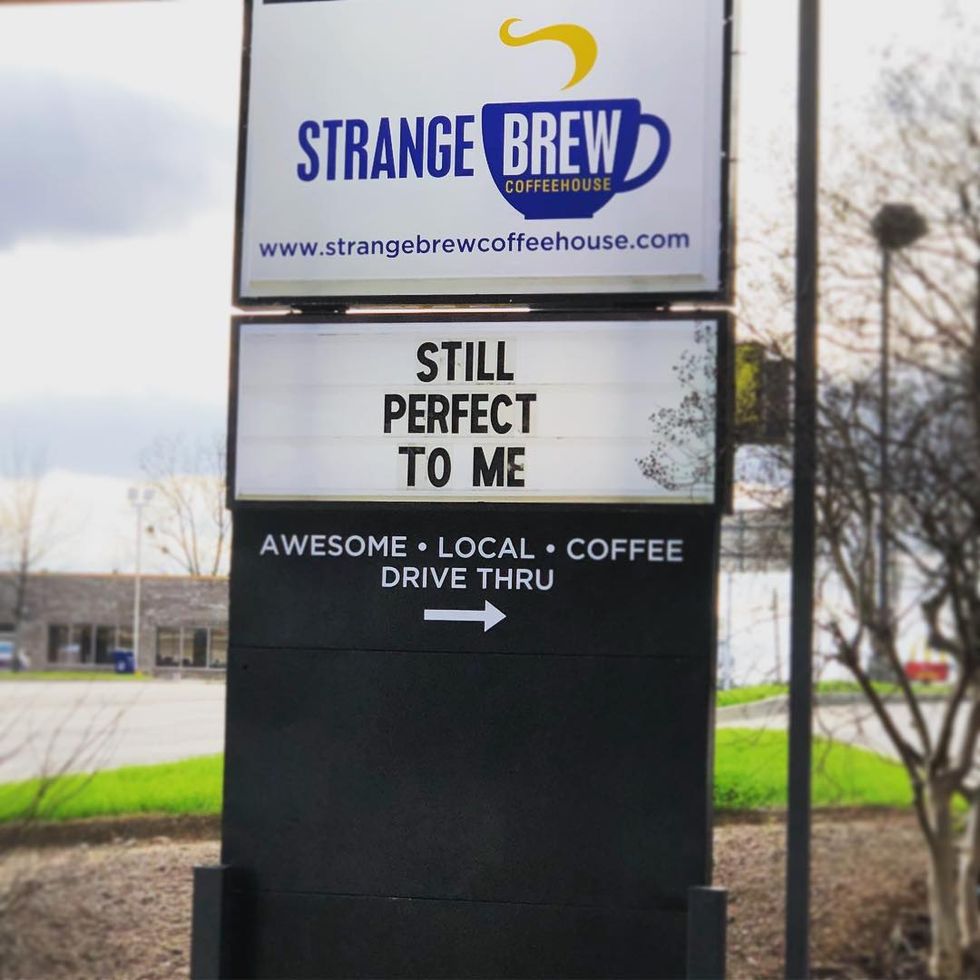 STRANGE BREW
COFFEEHOUSE
www.strangebrewcoffeehouse.com
STILL
PERFECT
TO ME
AWESOME • LOCAL • COFFEE
DRIVE THRU